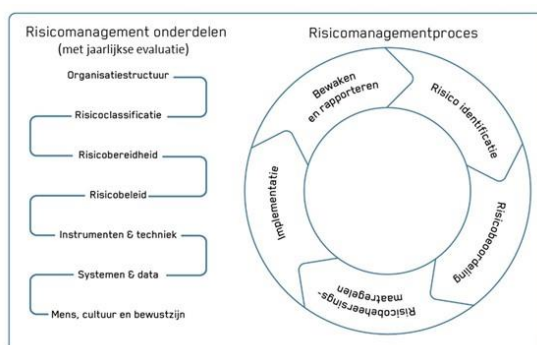 Risicomanagement onderdelen
(met jaarlijkse evaluatie)
Organisatiestructuur
Risicoclassificatie
Risicobereidheid
Risicobeleid
Instrumenten & techniek
Systemen & data
Mens, cultuur en bewustzijn
Risicomanagementproces
Bewaken
en rapporteren
Risico identificatie
Risicobeoordeling
Risicobeheersings-
maatregelen
Implementatie